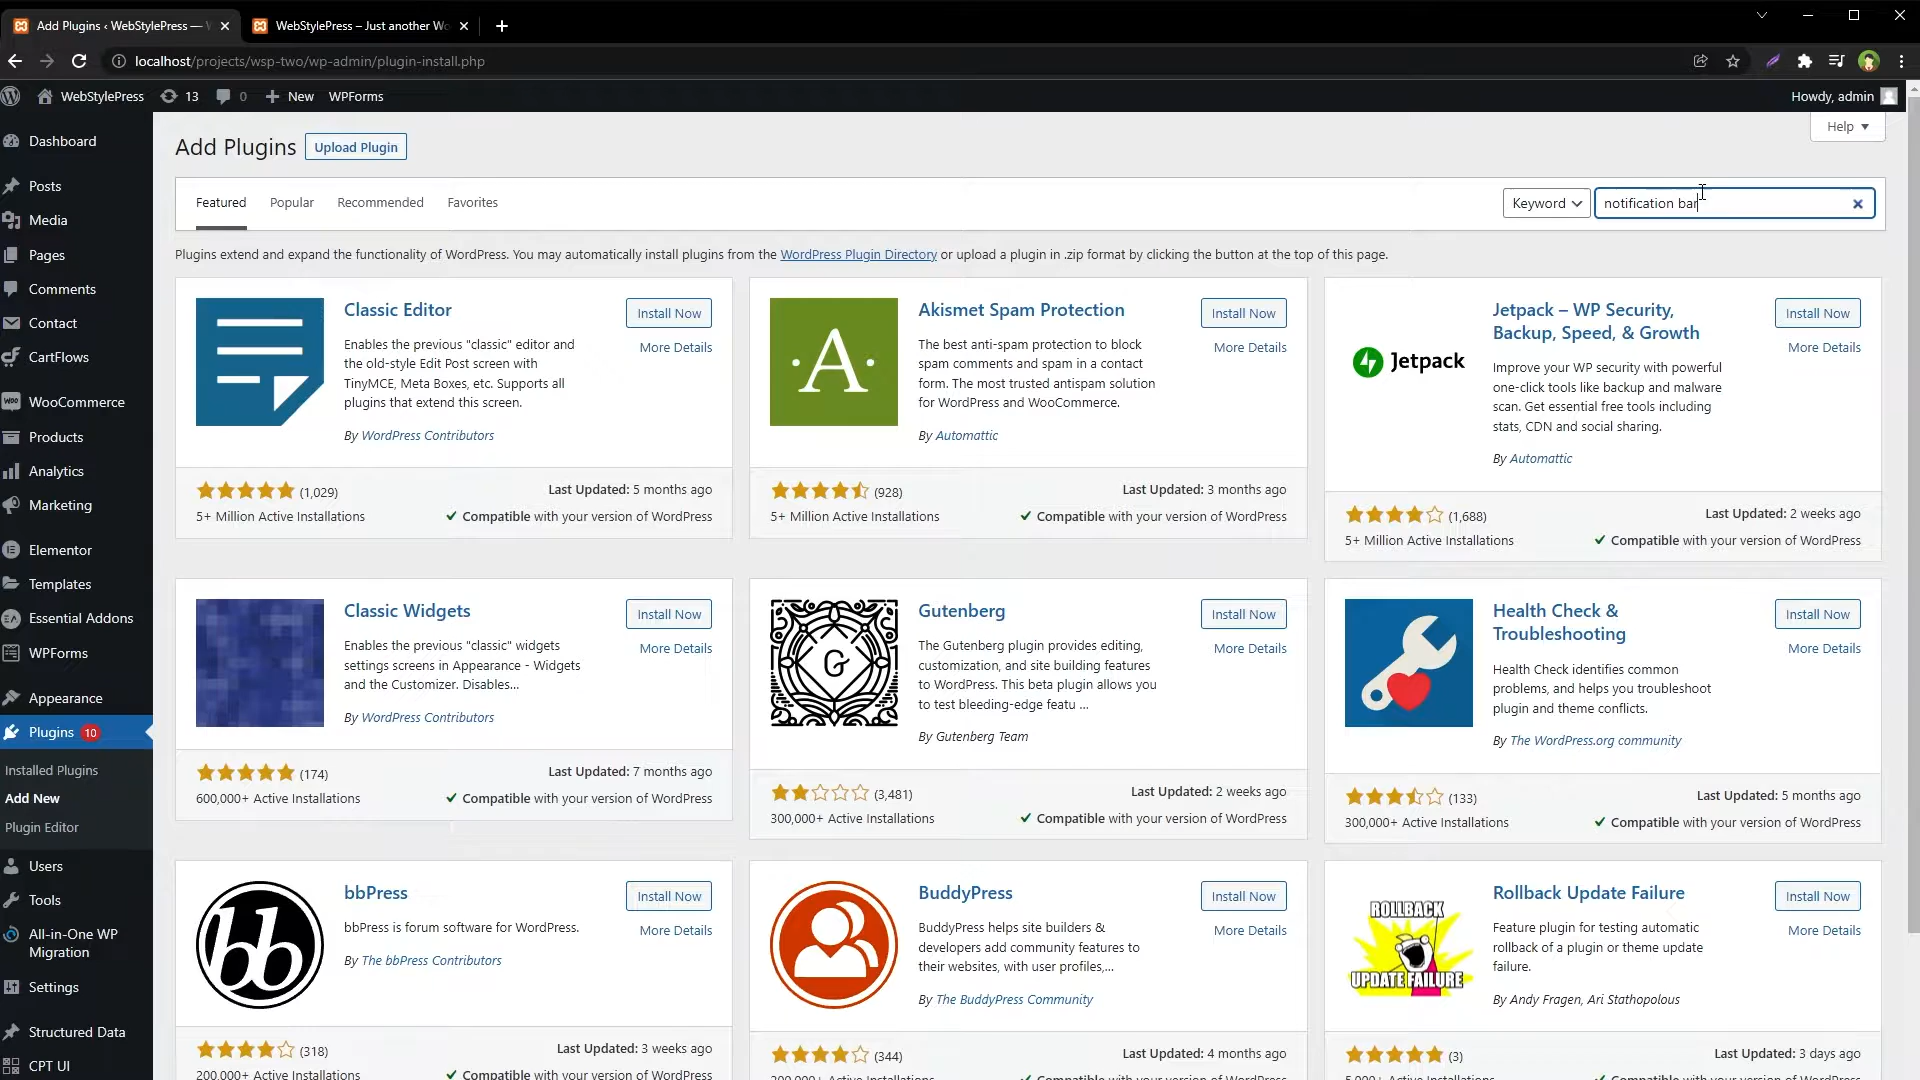 Add Plugins ‹ WebStylePress —
WebStylePress – Just another Wo
localhost/projects/wsp-two/wp-admin/plugin-install.php
WebStylePress
13
0
New
WPForms
Howdy, admin
Dashboard
Posts
Media
Pages
Comments
Contact
CartFlows
WooCommerce
Products
Analytics
Marketing
Elementor
Templates
Essential Addons
WPForms
Appearance
Plugins 10
Installed Plugins
Add New
Plugin Editor
Users
Tools
All-in-One WP
Migration
Settings
Structured Data
CPT UI
Help
Add Plugins
Upload Plugin
Featured
Popular
Recommended
Favorites
Keyword
notification bar
Plugins extend and expand the functionality of WordPress. You may automatically install plugins from the WordPress Plugin Directory or upload a plugin in .zip format by clicking the button at the top of this page.
Classic Editor
Install Now
More Details
Enables the previous "classic" editor and
the old-style Edit Post screen with
TinyMCE, Meta Boxes, etc. Supports all
plugins that extend this screen.
By WordPress Contributors
(1,029)
Last Updated: 5 months ago
5+ Million Active Installations
Compatible with your version of WordPress
A
Akismet Spam Protection
Install Now
More Details
The best anti-spam protection to block
spam comments and spam in a contact
form. The most trusted antispam solution
for WordPress and WooCommerce.
By Automattic
(928)
Last Updated: 3 months ago
5+ Million Active Installations
Compatible with your version of WordPress
Jetpack
Jetpack – WP Security,
Backup, Speed, & Growth
Install Now
More Details
Improve your WP security with powerful
one-click tools like backup and malware
scan. Get essential free tools including
stats, CDN and social sharing.
By Automattic
(1,688)
Last Updated: 2 weeks ago
5+ Million Active Installations
Compatible with your version of WordPress
Classic Widgets
Install Now
More Details
Enables the previous "classic" widgets
settings screens in Appearance - Widgets
and the Customizer. Disables...
By WordPress Contributors
(174)
Last Updated: 7 months ago
600,000+ Active Installations
Compatible with your version of WordPress
G
Gutenberg
Install Now
More Details
The Gutenberg plugin provides editing,
customization, and site building features
to WordPress. This beta plugin allows you
to test bleeding-edge featu ...
By Gutenberg Team
(3,481)
Last Updated: 2 weeks ago
300,000+ Active Installations
Compatible with your version of WordPress
Health Check &
Troubleshooting
Install Now
More Details
Health Check identifies common
problems, and helps you troubleshoot
plugin and theme conflicts.
By The WordPress.org community
(133)
Last Updated: 5 months ago
300,000+ Active Installations
Compatible with your version of WordPress
bb
bbPress
Install Now
More Details
bbPress is forum software for WordPress.
By The bbPress Contributors
(318)
Last Updated: 3 weeks ago
200,000+ Active Installations
Compatible with your version of WordPress
BuddyPress
Install Now
More Details
BuddyPress helps site builders &
developers add community features to
their websites, with user profiles,...
By The BuddyPress Community
(344)
Last Updated: 4 months ago
ROLLBACK
UPDATE FAILURE
Rollback Update Failure
Install Now
More Details
Feature plugin for testing automatic
rollback of a plugin or theme update
failure.
By Andy Fragen, Ari Stathopolous
(3)
Last Updated: 3 days ago